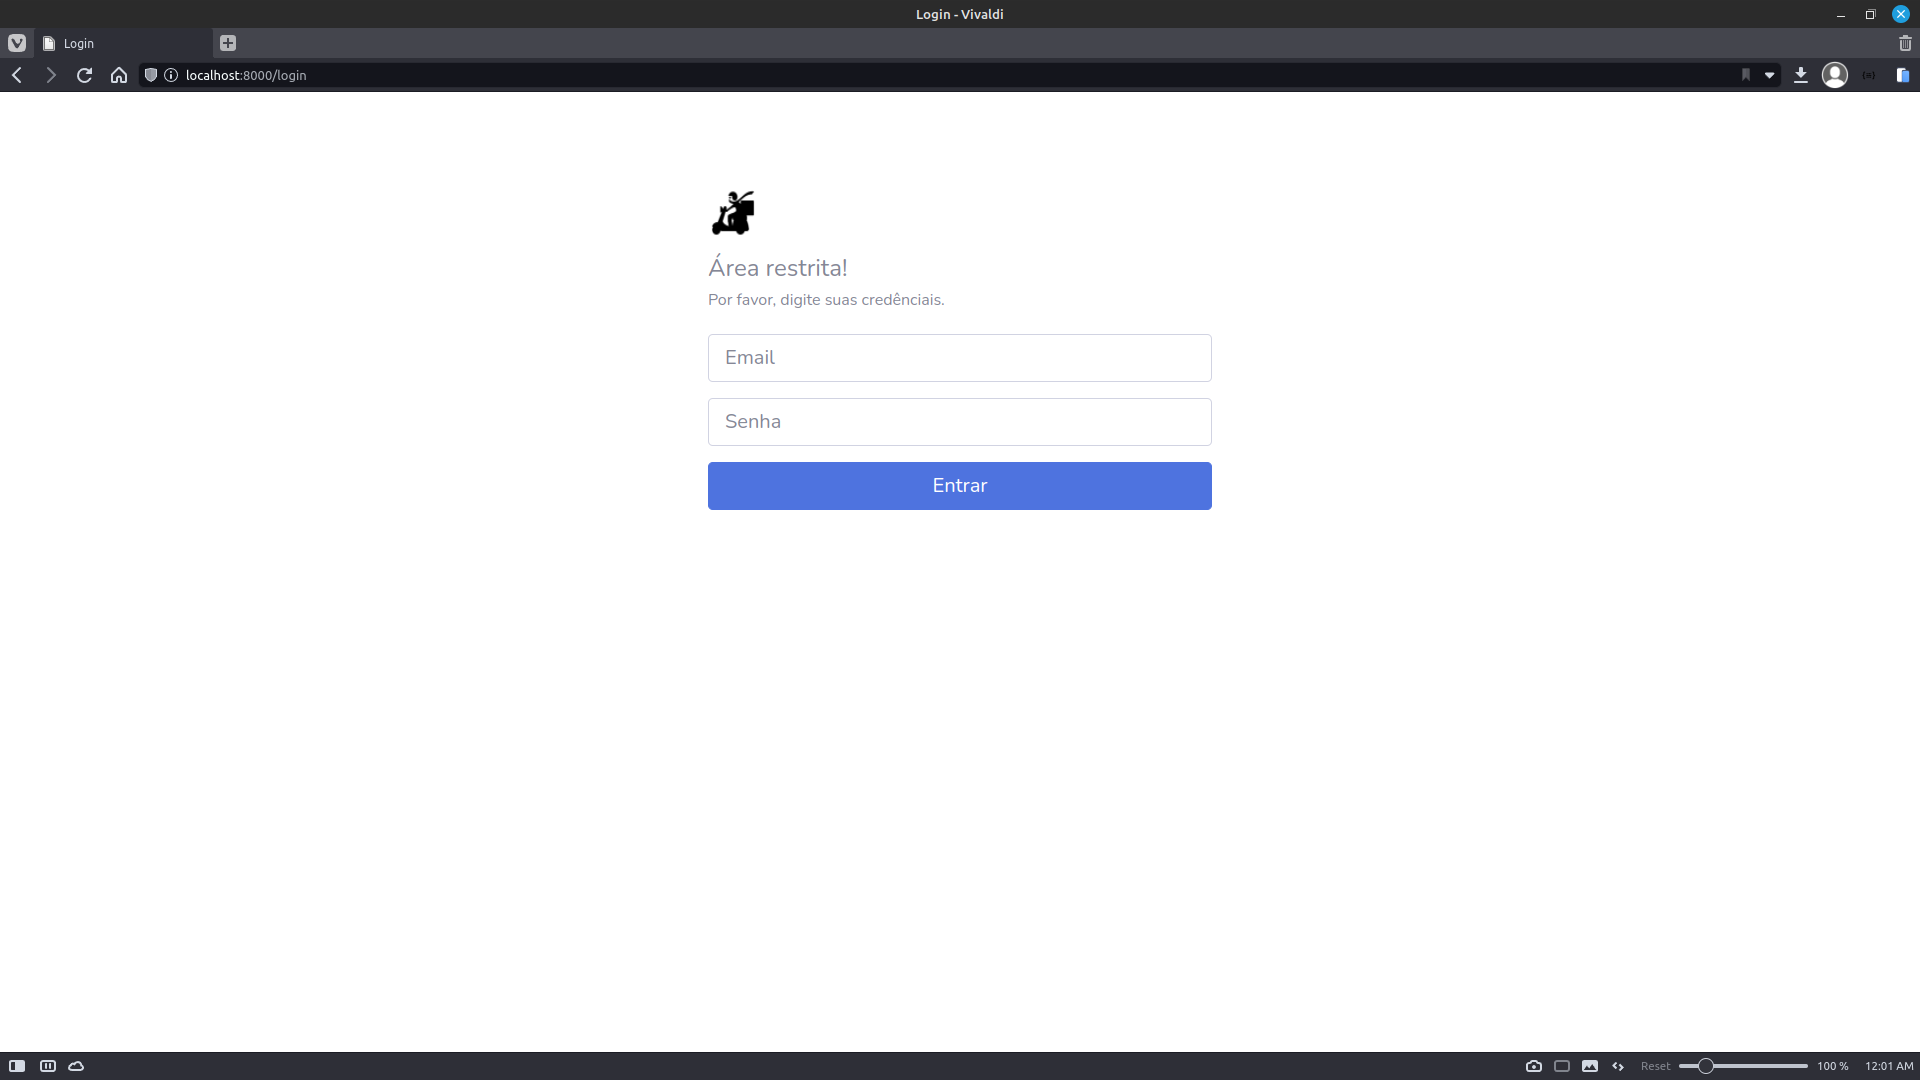 Login - Vivaldi
Login
localhost:8000/login
Área restrita!
Por favor, digite suas credênciais.
Email
Senha
Entrar
Reset
100 %
12:01 AM